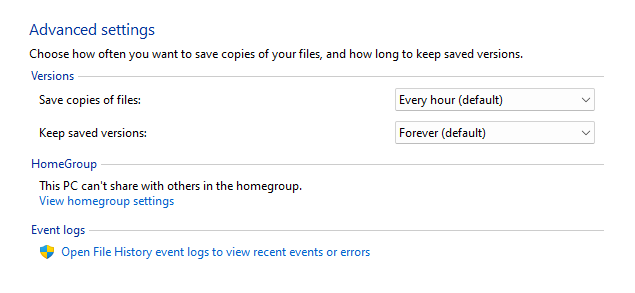 Advanced settings
Choose how often you want to save copies of your files, and how long to keep saved versions.
Versions
Save copies of files: Every hour (default)
Keep saved versions: Forever (default)
HomeGroup
This PC can't share with others in the homegroup.
View homegroup settings
Event logs
Open File History event logs to view recent events or errors